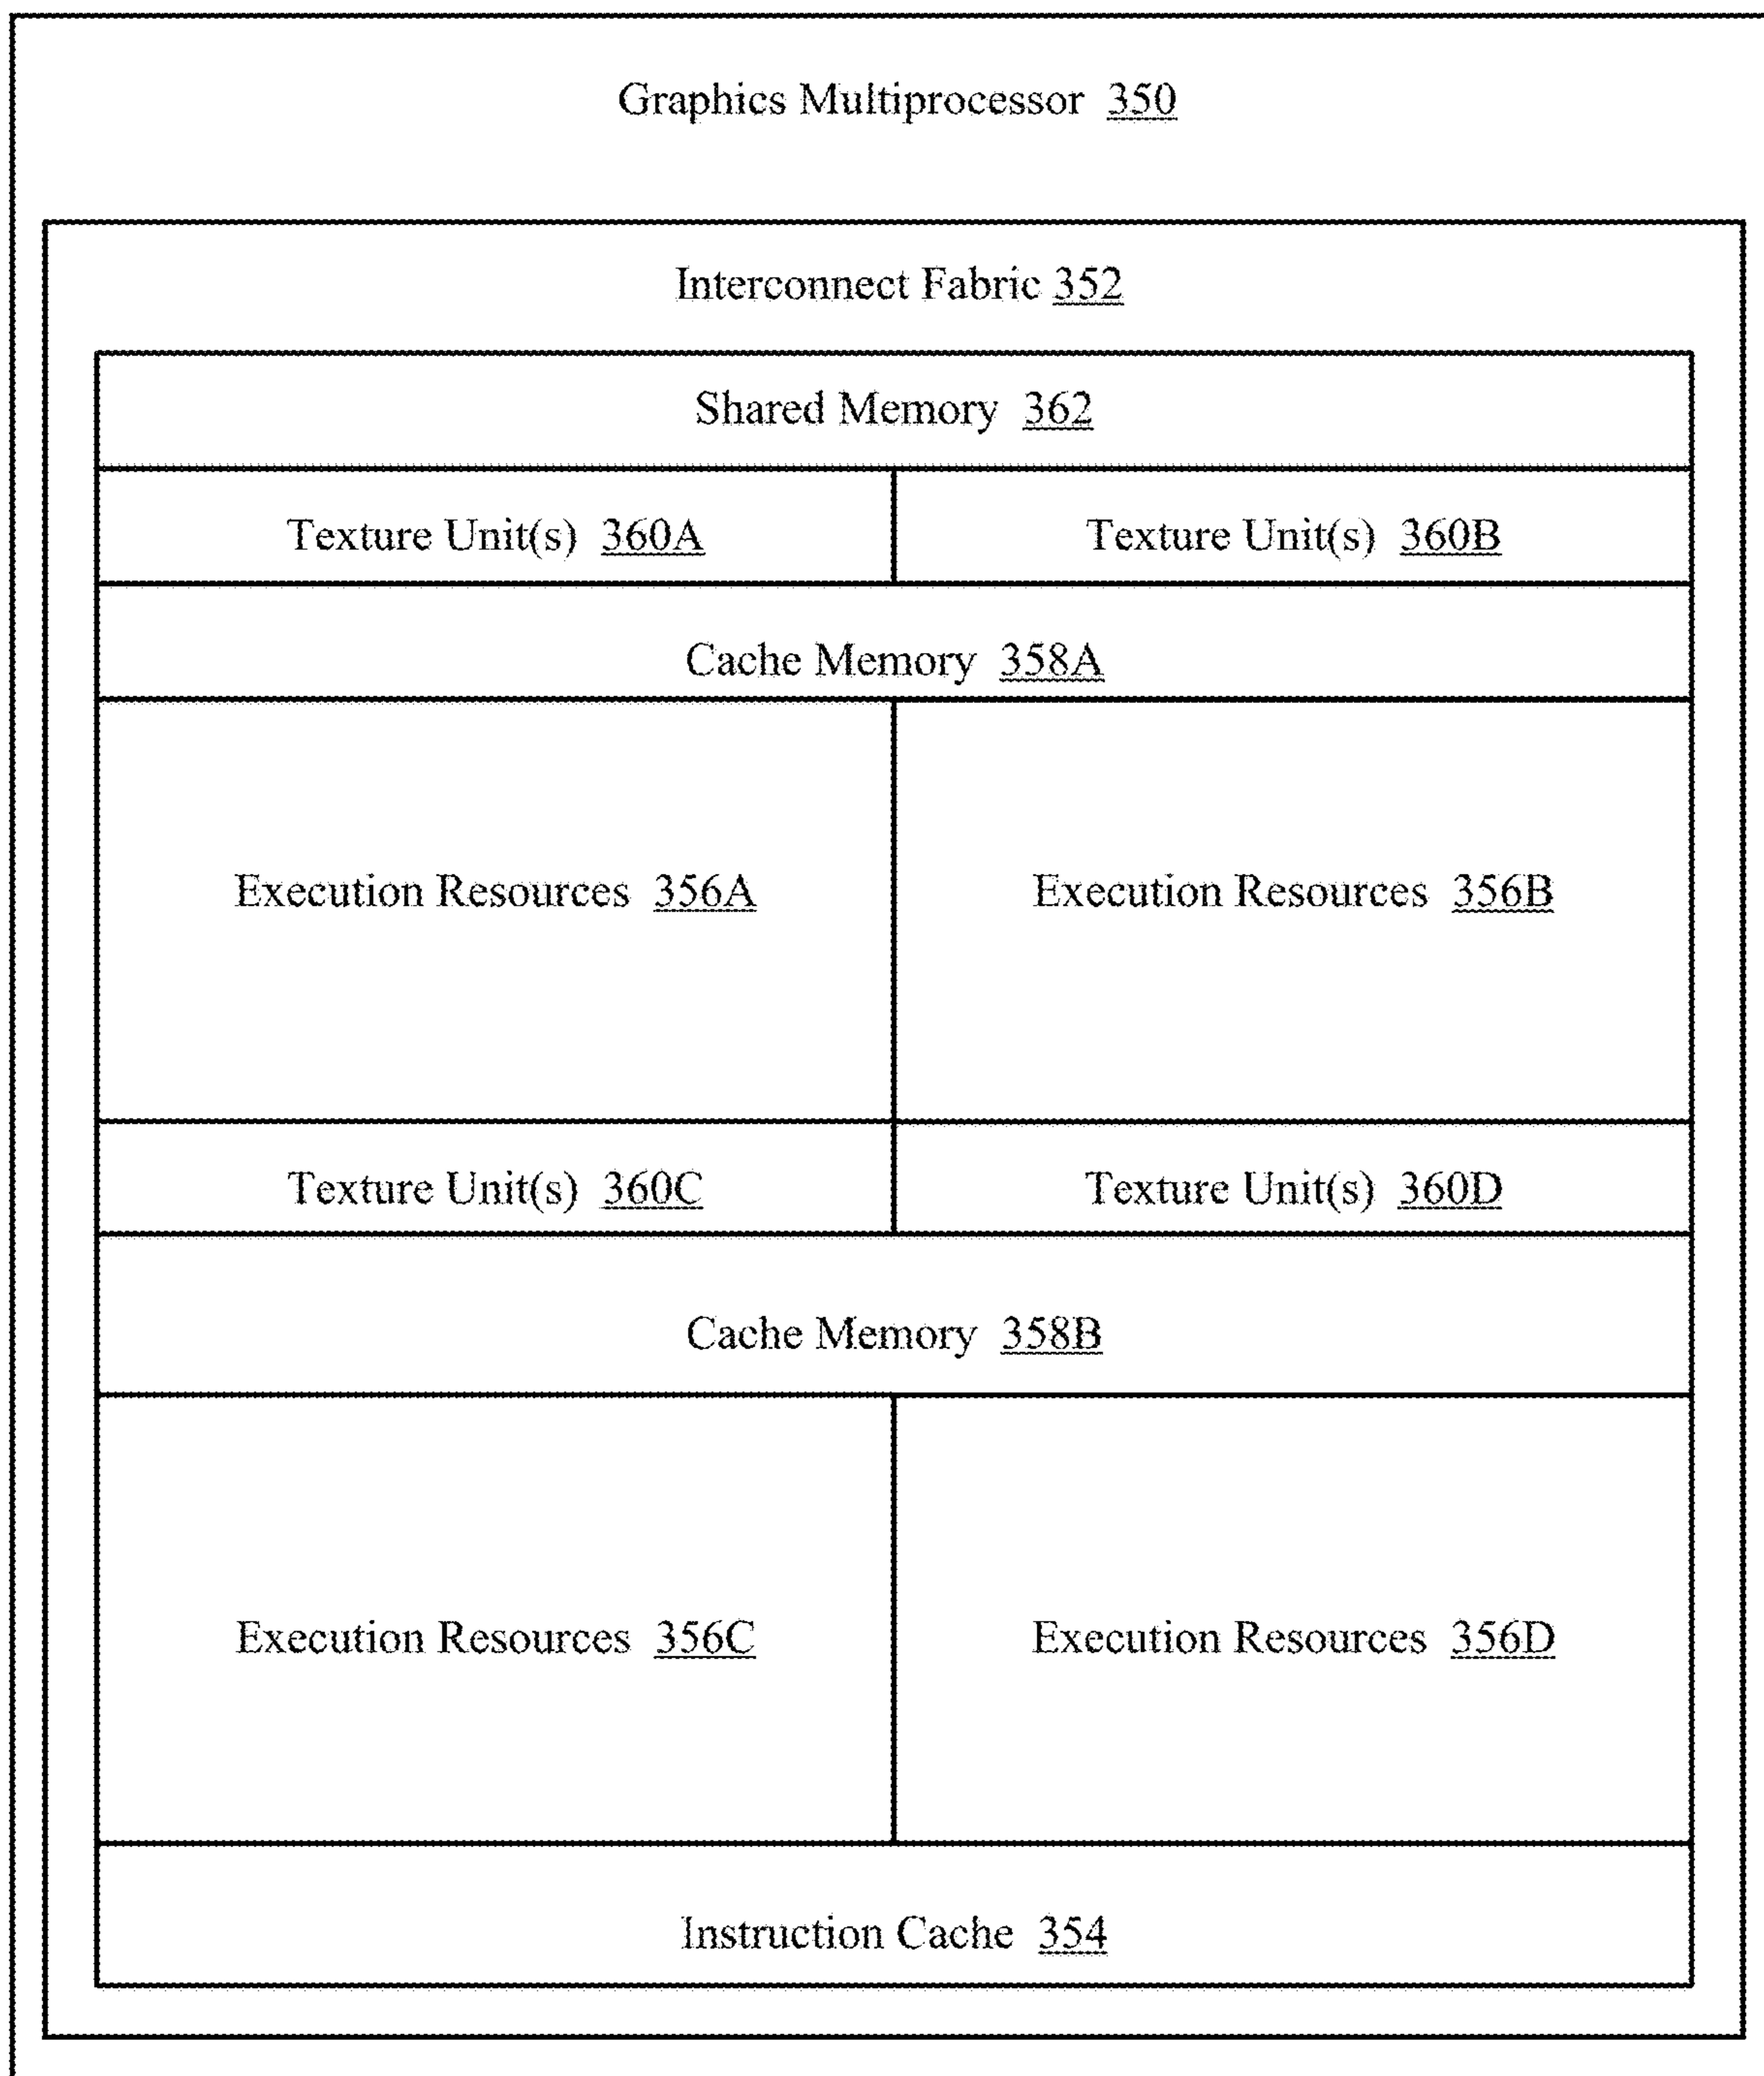 Graphics Multiprocessor 350
Interconnect Fabric 352
Shared Memory 362
Texture Unit(s) 360A
Texture Unit(s) 360B
Cache Memory 358A
Execution Resources 356A
Execution Resources 356B
Texture Unit(s) 360C
Texture Unit(s) 360D
Cache Memory 358B
Execution Resources 356C
Execution Resources 356D
Instruction Cache 354